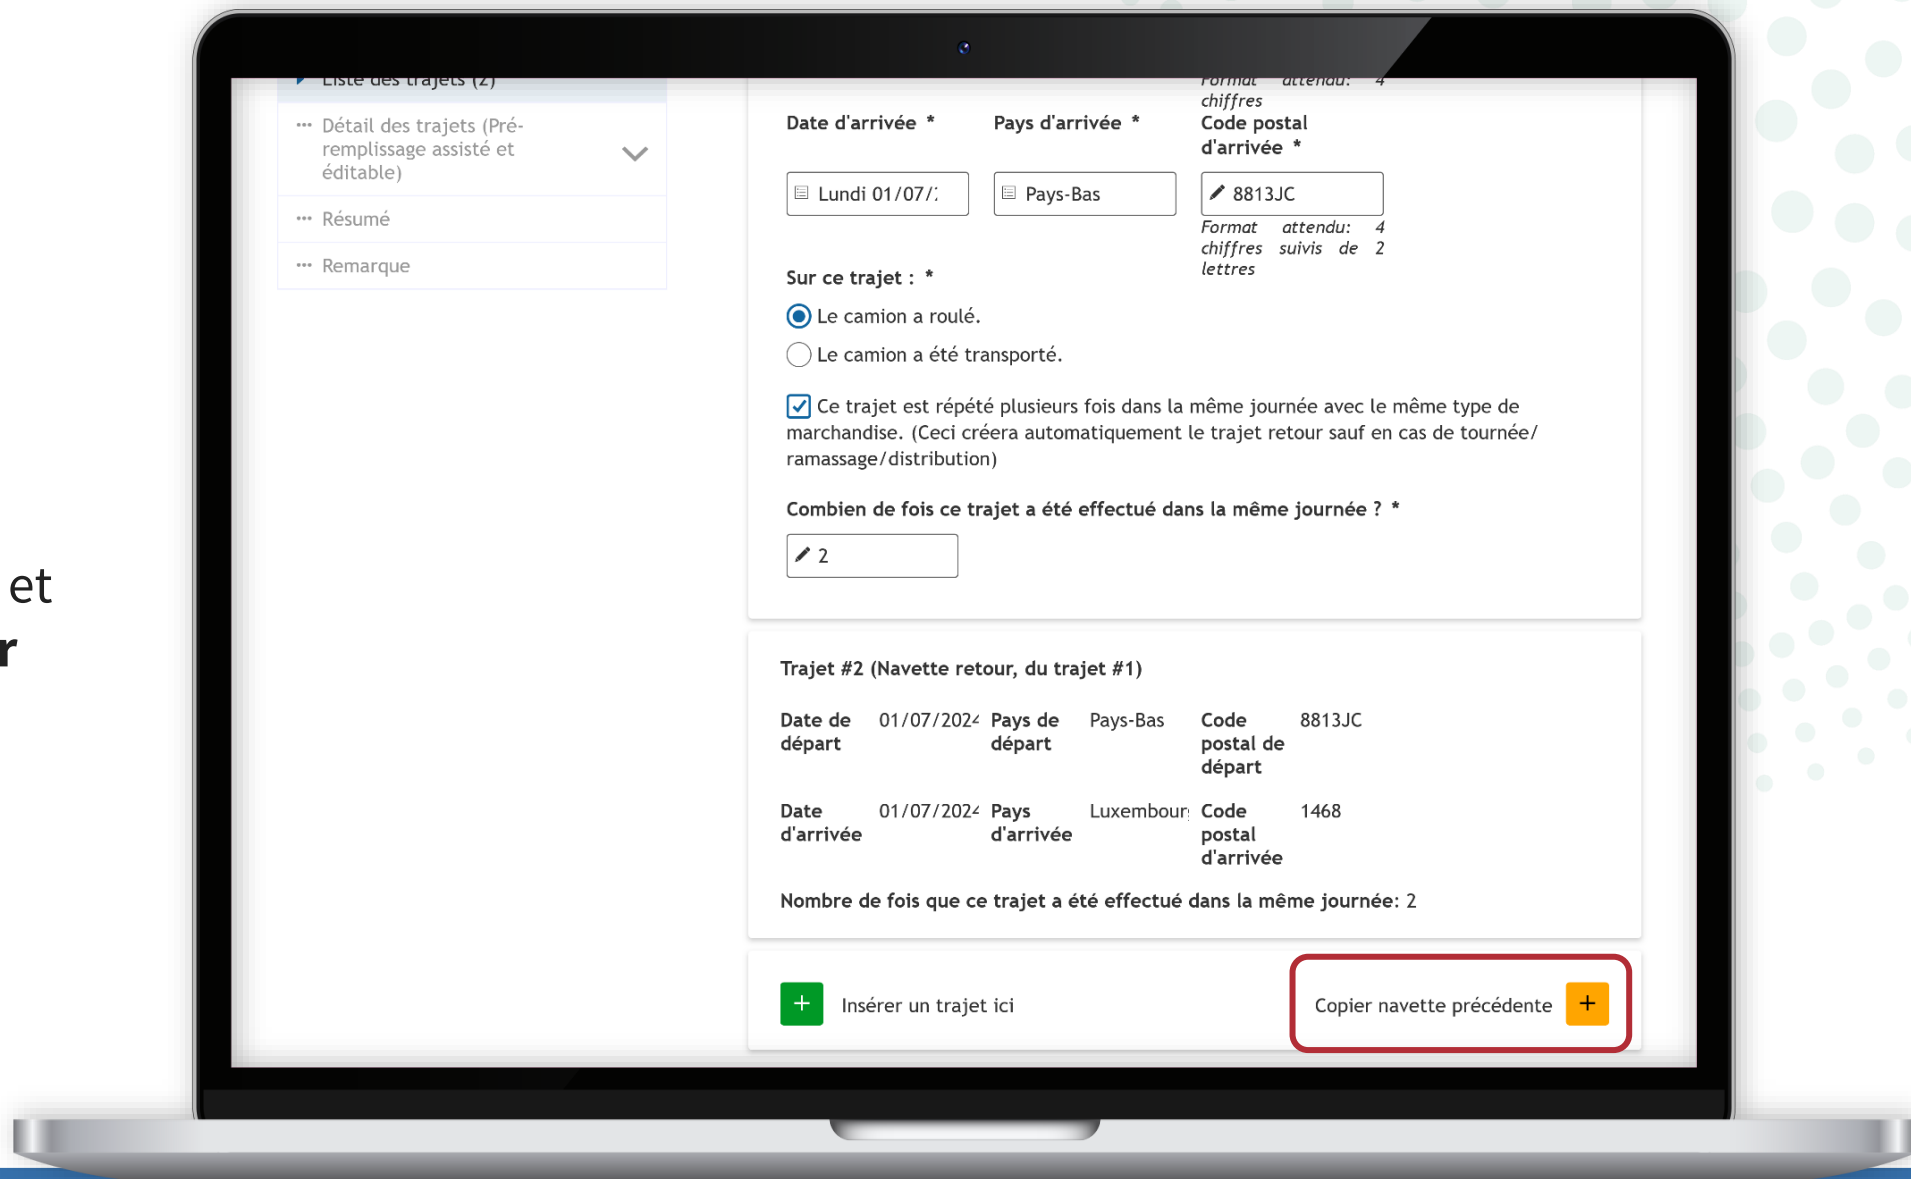 et
r
Liste des trajets (2)
Détail des trajets (Pré-
remplissage assisté et
éditable)
Résumé
Remarque
Format attendu: 4
chiffres
Date d'arrivée *
Pays d'arrivée *
Code postal
d'arrivée *
Lundi 01/07/
Pays-Bas
8813JC
Format attendu: 4
chiffres suivis de 2
lettres
Sur ce trajet : *
Le camion a roulé.
Le camion a été transporté.
Ce trajet est répété plusieurs fois dans la même journée avec le même type de
marchandise. (Ceci créera automatiquement le trajet retour sauf en cas de tournée/
ramassage/distribution)
Combien de fois ce trajet a été effectué dans la même journée ? *
2
Trajet #2 (Navette retour, du trajet #1)
Date de
départ
01/07/2024
Pays de
départ
Pays-Bas
Code
postal de
départ
8813JC
Date
d'arrivée
01/07/2024
Pays
d'arrivée
Luxembourg
Code
postal
d'arrivée
1468
Nombre de fois que ce trajet a été effectué dans la même journée: 2
+ Insérer un trajet ici
Copier navette précédente +